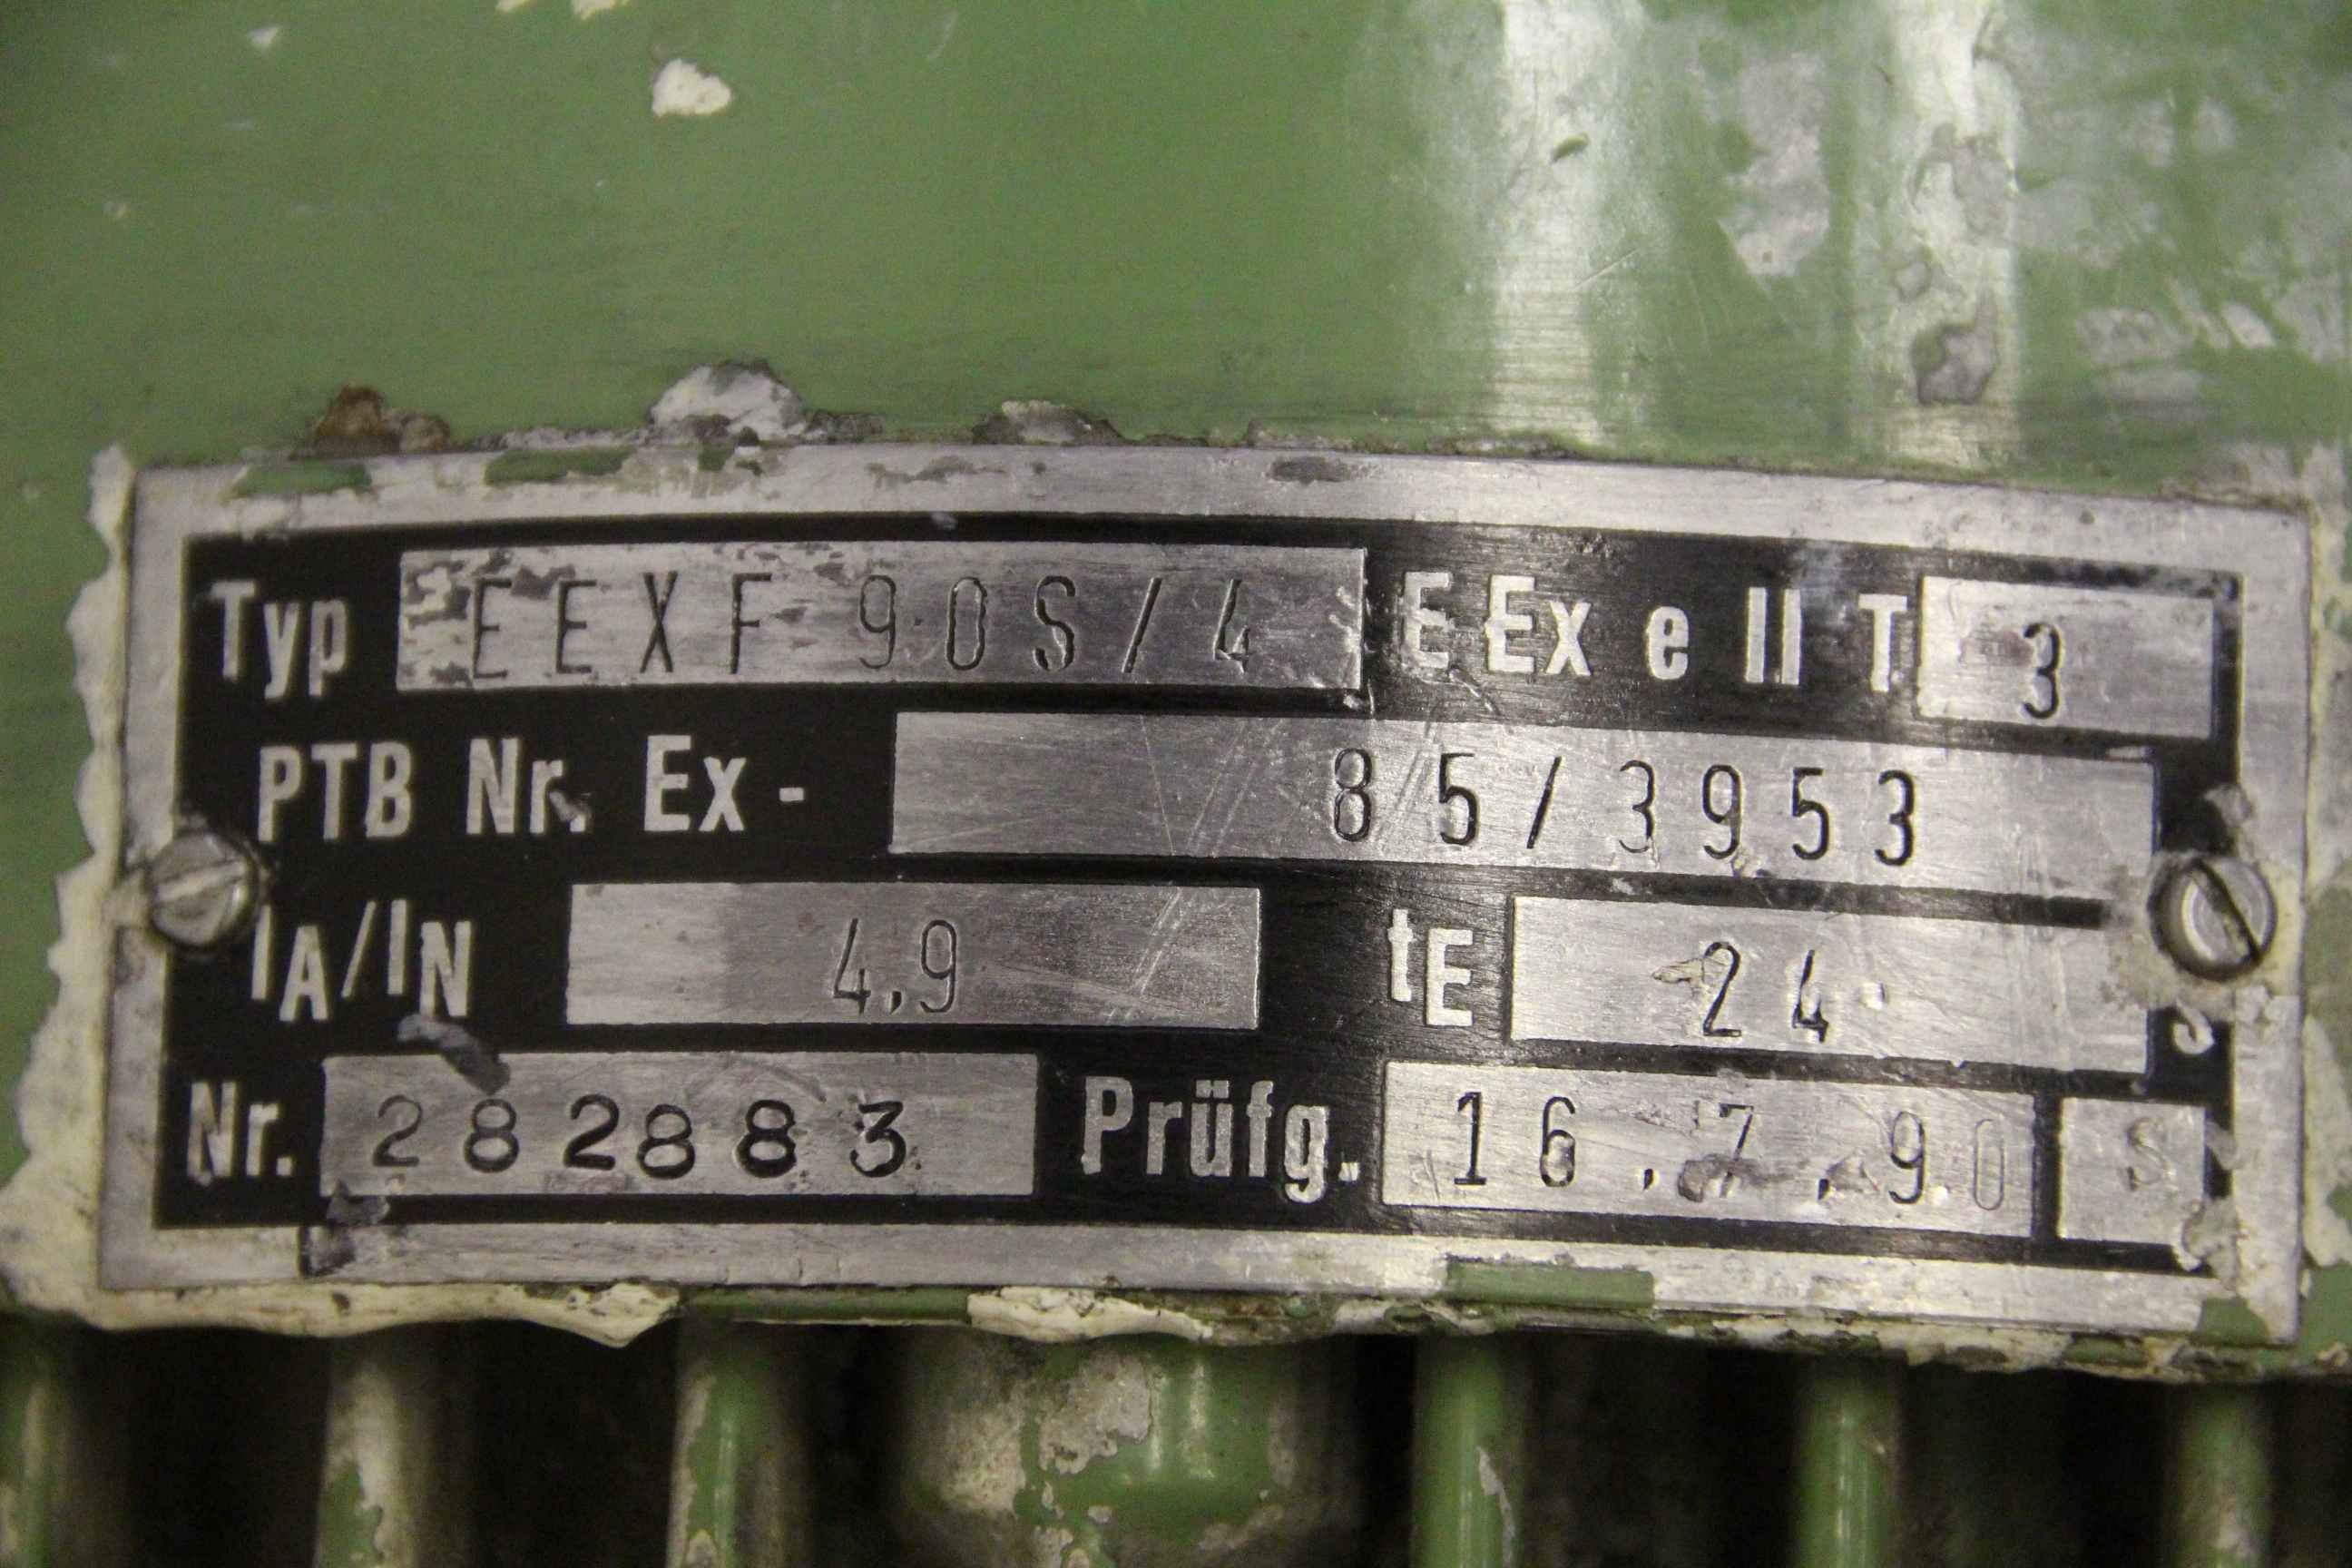 Typ EEXF 90S/4 EEx e II T 3
PTB Nr. Ex- 85/3953
IA/IN 4,9 tE 24 s
Nr. 282883 Prüfg. 16.7.90 S